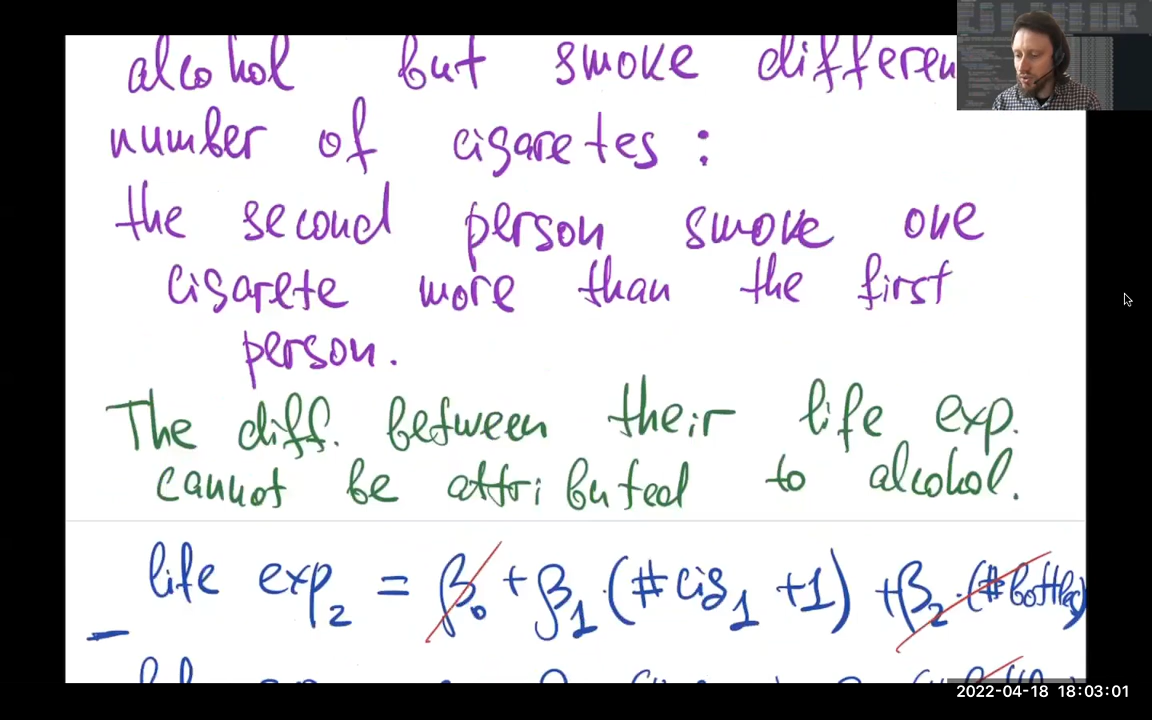 alcohol but smoke differen
number of cigaretes :
the second person smoke one
cigarete more than the first
person.
The diff. between their life exp.
cannot be attributed to alcohol.
life exp₂ = β₀ + β₁·(#cig₁ +1) + β₂·(#bottles)
2022-04-18 18:03:01